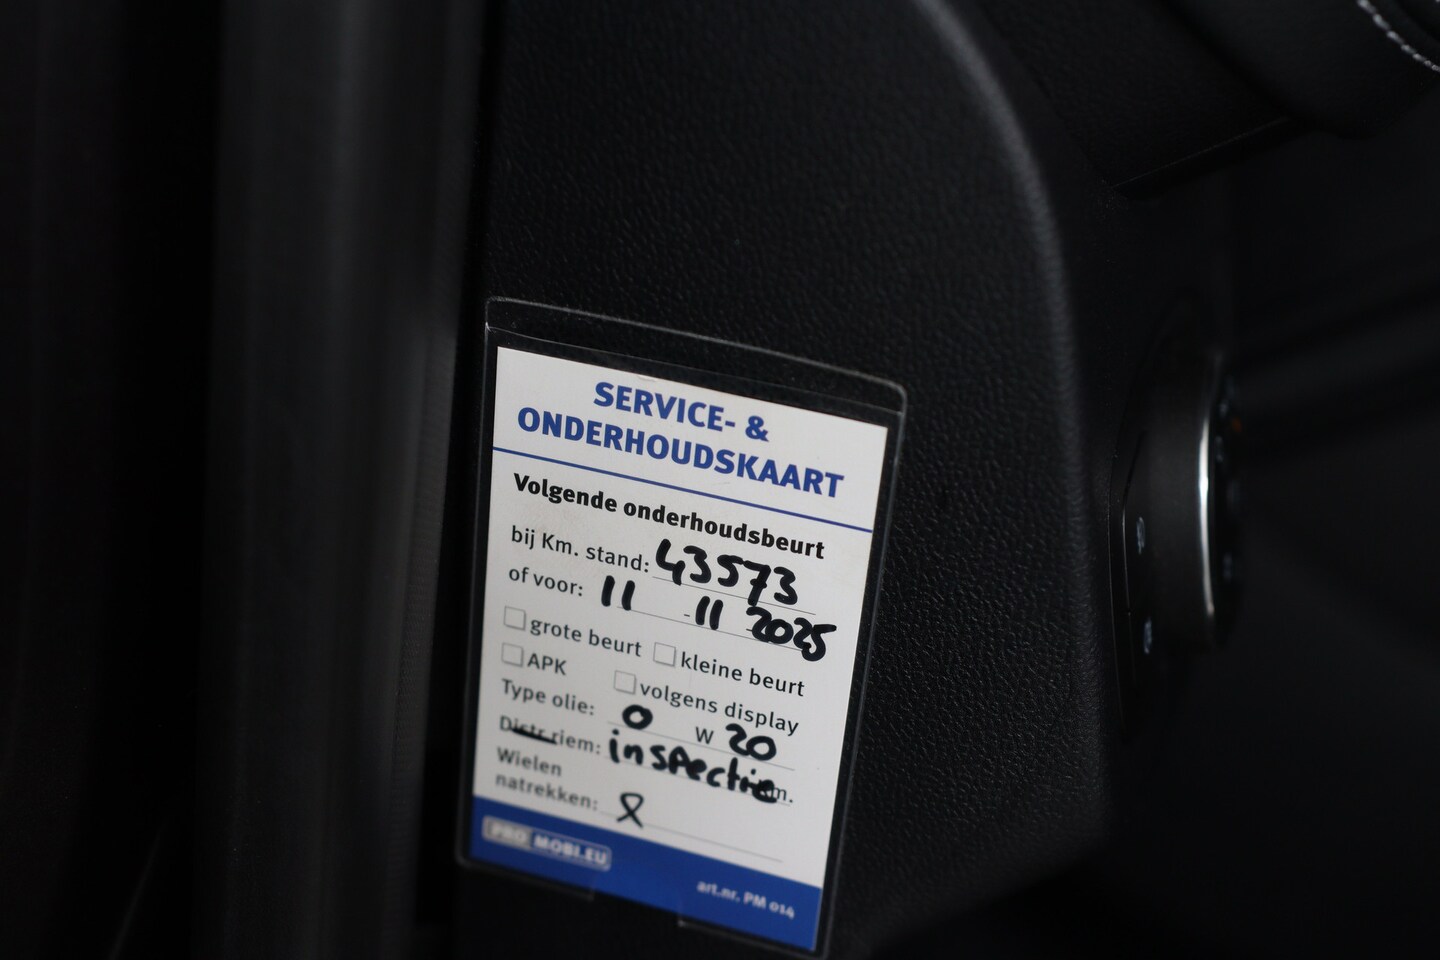 SERVICE- &
ONDERHOUDSKAART
Volgende onderhoudsbeurt
bij Km. stand: 43573
of voor: 11 - 11 - 2025
grote beurt kleine beurt
APK volgens display
Type olie: 0 W 20
Distr. riem: inspectie km.
Wielen
natrekken:
PRO MOBI.EU
art.nr. PM 014